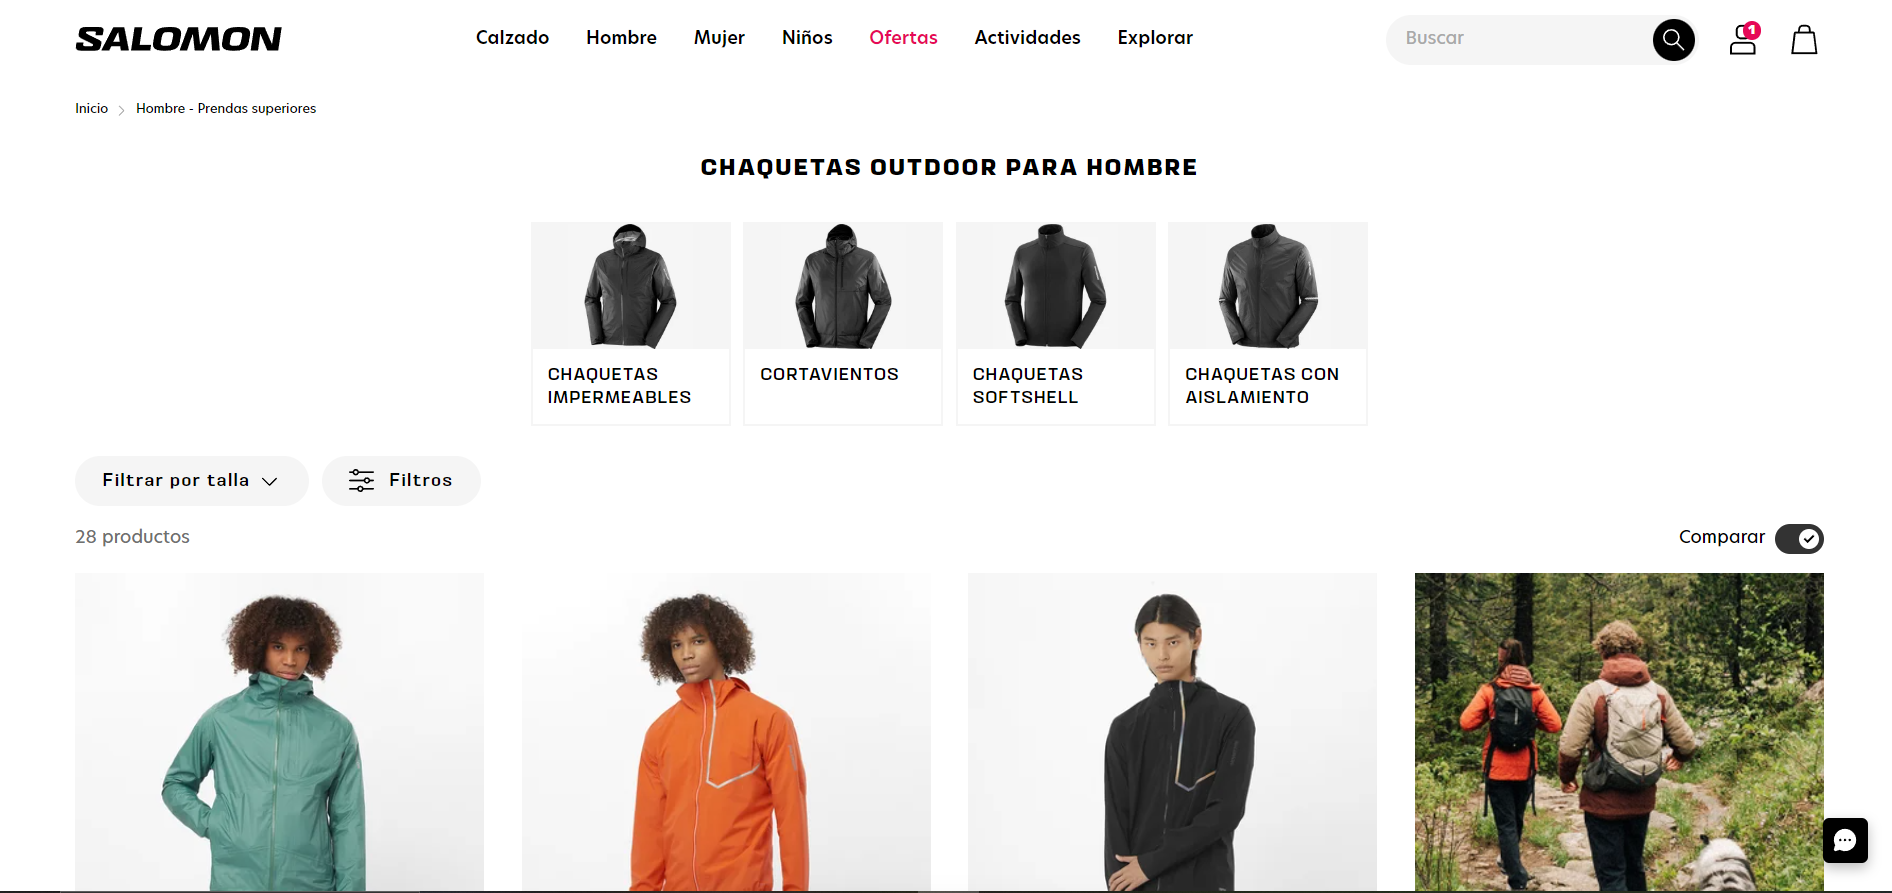 SALOMON
Calzado
Hombre
Mujer
Niños
Ofertas
Actividades
Explorar
Buscar
1
Inicio
Hombre - Prendas superiores
CHAQUETAS OUTDOOR PARA HOMBRE
CHAQUETAS
IMPERMEABLES
CORTAVIENTOS
CHAQUETAS
SOFTSHELL
CHAQUETAS CON
AISLAMIENTO
Filtrar por talla
Filtros
28 productos
Comparar